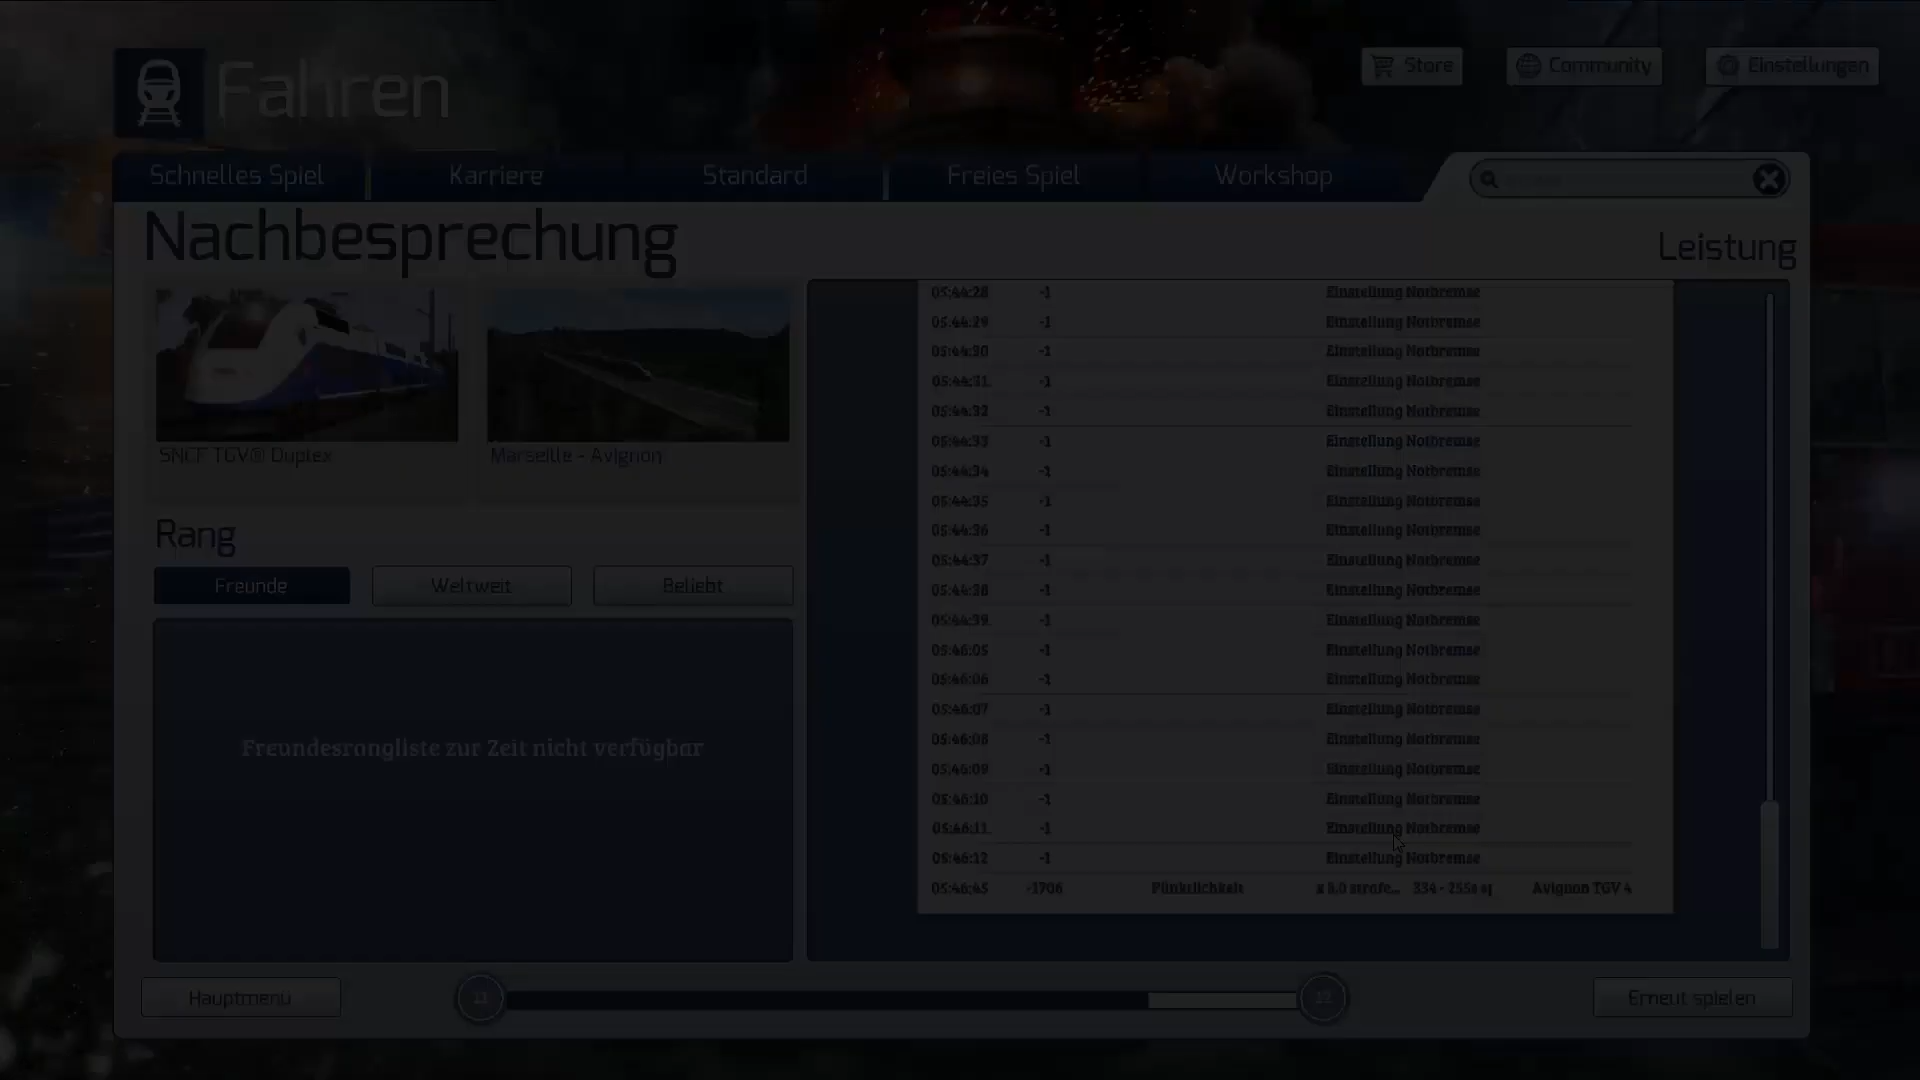 Fahren
Store
Community
Einstellungen
Schnelles Spiel
Karriere
Standard
Freies Spiel
Workshop
Nachbesprechung
Leistung
SNCF TGV® Duplex
Marseille - Avignon
Rang
Freunde
Weltweit
Beliebt
Freundesrangliste zur Zeit nicht verfügbar
05:44:28 -1 Einstellung Notbremse
05:44:29 -1 Einstellung Notbremse
05:44:30 -1 Einstellung Notbremse
05:44:31 -1 Einstellung Notbremse
05:44:32 -1 Einstellung Notbremse
05:44:33 -1 Einstellung Notbremse
05:44:34 -1 Einstellung Notbremse
05:44:35 -1 Einstellung Notbremse
05:44:36 -1 Einstellung Notbremse
05:44:37 -1 Einstellung Notbremse
05:44:38 -1 Einstellung Notbremse
05:44:39 -1 Einstellung Notbremse
05:46:05 -1 Einstellung Notbremse
05:46:06 -1 Einstellung Notbremse
05:46:07 -1 Einstellung Notbremse
05:46:08 -1 Einstellung Notbremse
05:46:09 -1 Einstellung Notbremse
05:46:10 -1 Einstellung Notbremse
05:46:11 -1 Einstellung Notbremse
05:46:12 -1 Einstellung Notbremse
05:46:45 -1706 Pünktlichkeit x 8.0 strafe... Avignon TGV 4
Hauptmenü
11
12
Erneut spielen